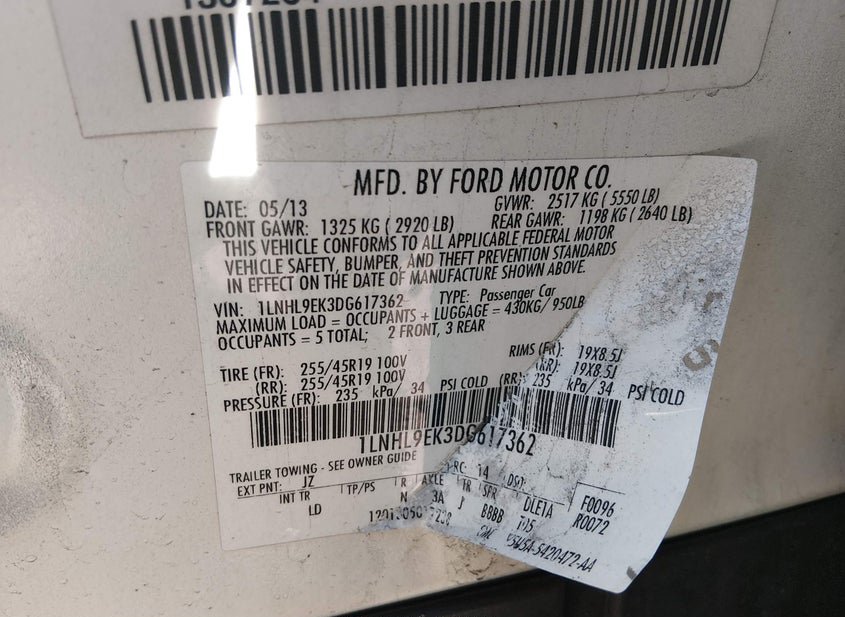 MFD. BY FORD MOTOR CO.
DATE: 05/13 GVWR: 2517 KG ( 5550 LB)
FRONT GAWR: 1325 KG ( 2920 LB) REAR GAWR: 1198 KG ( 2640 LB)
THIS VEHICLE CONFORMS TO ALL APPLICABLE FEDERAL MOTOR
VEHICLE SAFETY, BUMPER, AND THEFT PREVENTION STANDARDS
IN EFFECT ON THE DATE OF MANUFACTURE SHOWN ABOVE.
VIN: 1LNHL9EK3DG617362 TYPE: Passenger Car
MAXIMUM LOAD = OCCUPANTS + LUGGAGE = 430KG/ 950LB
OCCUPANTS = 5 TOTAL; 2 FRONT, 3 REAR
TIRE (FR): 255/45R19 100V RIMS (FR): 19X8.5J
(RR): 255/45R19 100V (RR): 19X8.5J
PRESSURE (FR): 235 kPa/ 34 PSI COLD (RR): 235 kPa/ 34 PSI COLD
1LNHL9EK3DG617362
TRAILER TOWING - SEE OWNER GUIDE RC: 14 DSO:
EXT PNT: JZ F0096
INT TR TP/PS R AXLE TR SPR R0072
LD N 3A J BBBB DLETA